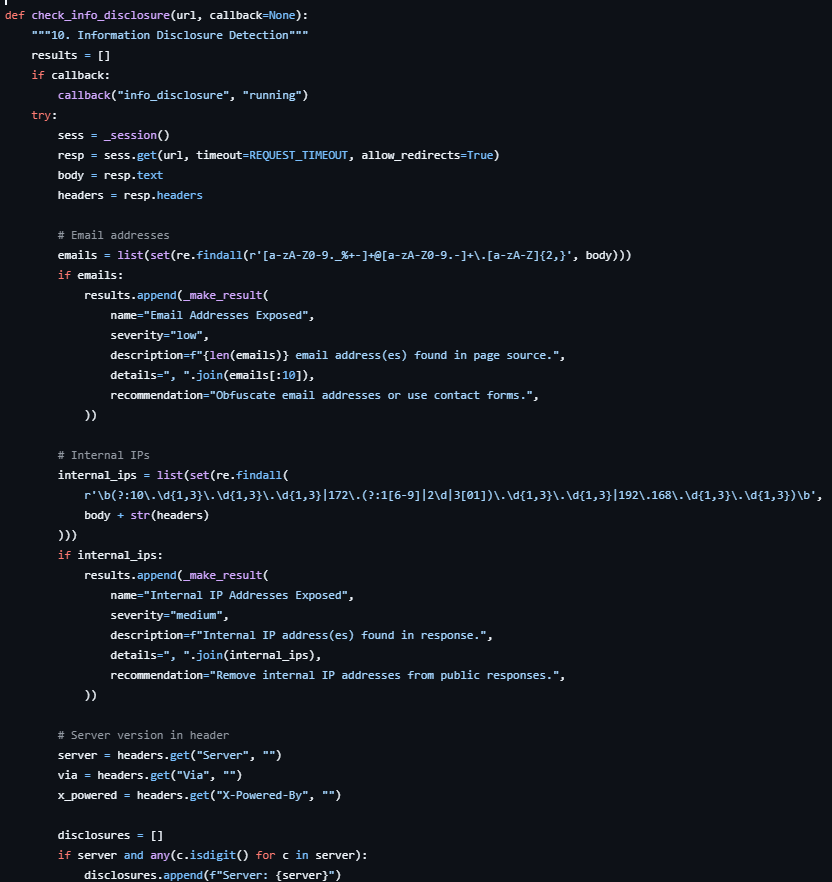 def check_info_disclosure(url, callback=None):
    """10. Information Disclosure Detection"""
    results = []
    if callback:
        callback("info_disclosure", "running")
    try:
        sess = _session()
        resp = sess.get(url, timeout=REQUEST_TIMEOUT, allow_redirects=True)
        body = resp.text
        headers = resp.headers

        # Email addresses
        emails = list(set(re.findall(r'[a-zA-Z0-9._%+-]+@[a-zA-Z0-9.-]+\.[a-zA-Z]{2,}', body)))
        if emails:
            results.append(_make_result(
                name="Email Addresses Exposed",
                severity="low",
                description=f"{len(emails)} email address(es) found in page source.",
                details=", ".join(emails[:10]),
                recommendation="Obfuscate email addresses or use contact forms.",
            ))

        # Internal IPs
        internal_ips = list(set(re.findall(
            r'\b(?:10\.\d{1,3}\.\d{1,3}\.\d{1,3}|172\.(?:1[6-9]|2\d|3[01])\.\d{1,3}\.\d{1,3}|192\.168\.\d{1,3}\.\d{1,3})\b',
            body + str(headers)
        )))
        if internal_ips:
            results.append(_make_result(
                name="Internal IP Addresses Exposed",
                severity="medium",
                description=f"Internal IP address(es) found in response.",
                details=", ".join(internal_ips),
                recommendation="Remove internal IP addresses from public responses.",
            ))

        # Server version in header
        server = headers.get("Server", "")
        via = headers.get("Via", "")
        x_powered = headers.get("X-Powered-By", "")

        disclosures = []
        if server and any(c.isdigit() for c in server):
            disclosures.append(f"Server: {server}")